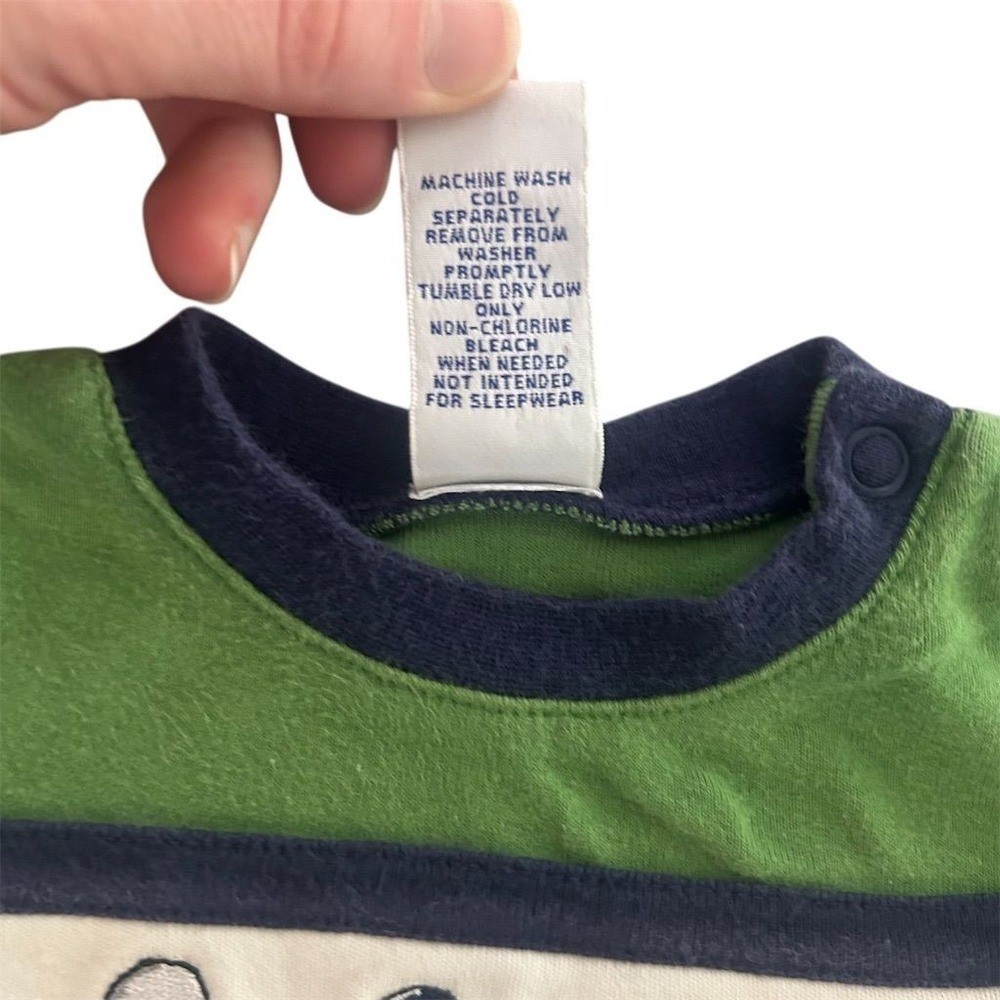 MACHINE WASH
COLD
SEPARATELY
REMOVE FROM
WASHER
PROMPTLY
TUMBLE DRY LOW
ONLY
NON-CHLORINE
BLEACH
WHEN NEEDED
NOT INTENDED
FOR SLEEPWEAR